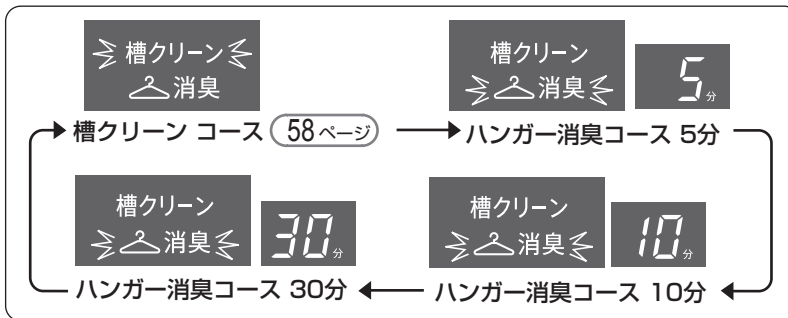 槽クリーン
消臭
槽クリーン コース 58ページ
槽クリーン
消臭
5分
ハンガー消臭コース 5分
槽クリーン
消臭
10分
ハンガー消臭コース 10分
槽クリーン
消臭
30分
ハンガー消臭コース 30分